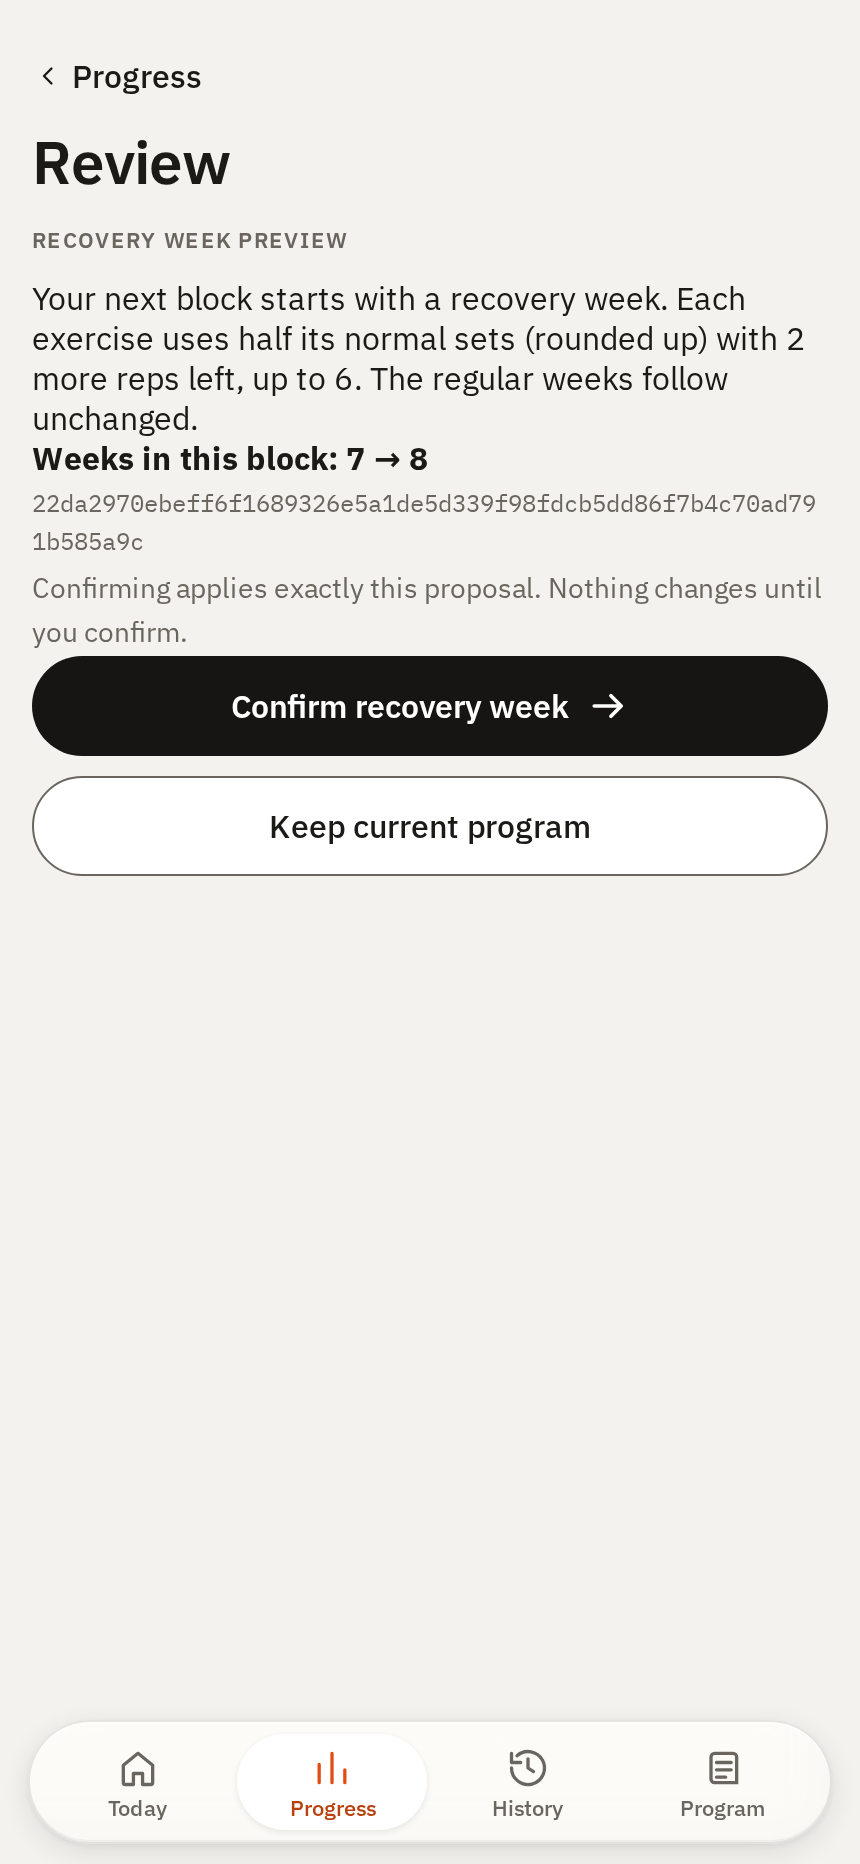 Progress
Review
RECOVERY WEEK PREVIEW
Your next block starts with a recovery week. Each
exercise uses half its normal sets (rounded up) with 2
more reps left, up to 6. The regular weeks follow
unchanged.
Weeks in this block: 7 → 8
22da2970ebeff6f1689326e5a1de5d339f98fdcb5dd86f7b4c70ad79
1b585a9c
Confirming applies exactly this proposal. Nothing changes until
you confirm.
Confirm recovery week →
Keep current program
Today
Progress
History
Program